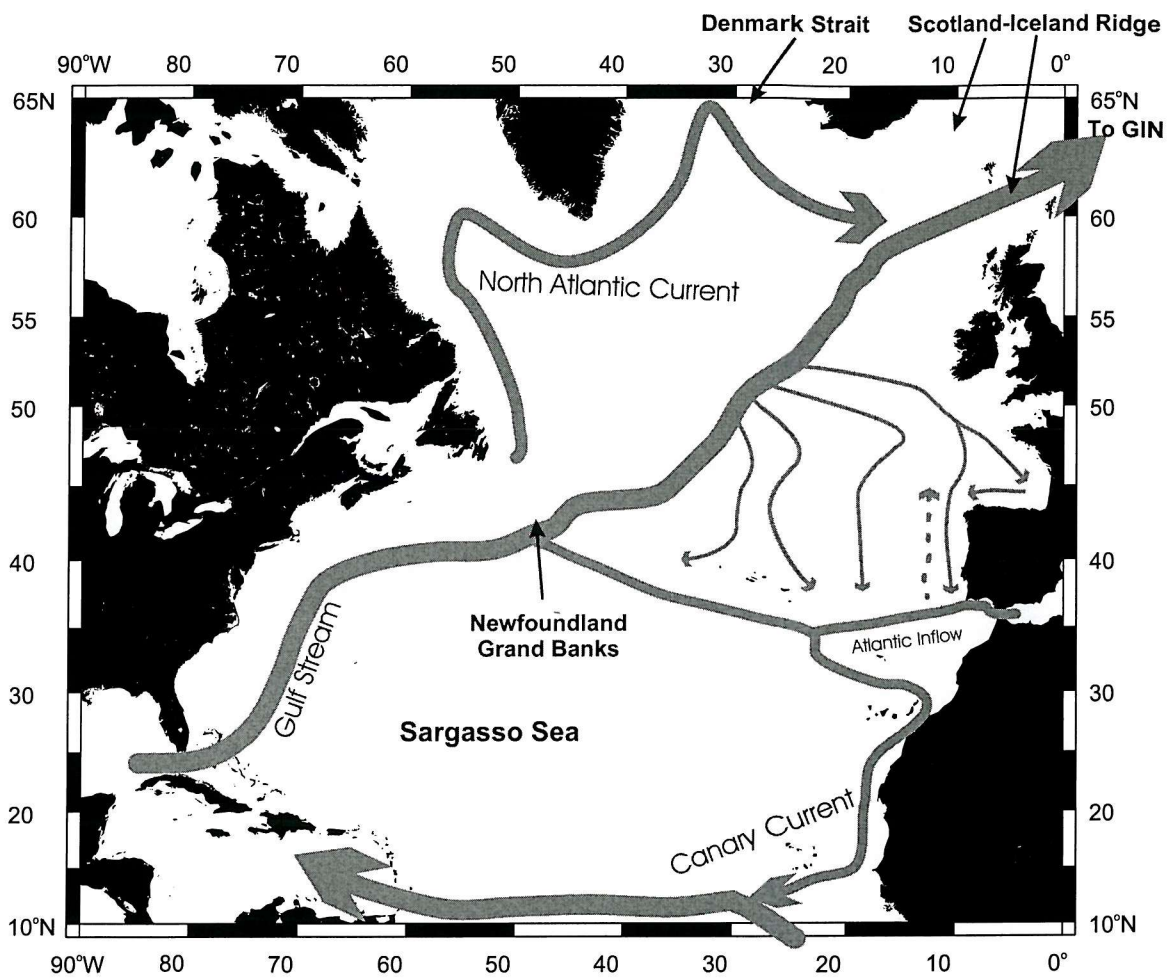 Denmark Strait
Scotland-Iceland Ridge
90°W 80 70 60 50 40 30 20 10 0°
65N
65°N
To GIN
60
60
North Atlantic Current
55
55
50
50
40
40
Newfoundland
Grand Banks
Atlantic Inflow
Gulf Stream
30
30
Sargasso Sea
20
20
Canary Current
10°N
10°N
90°W 80 70 60 50 40 30 20 10 0°